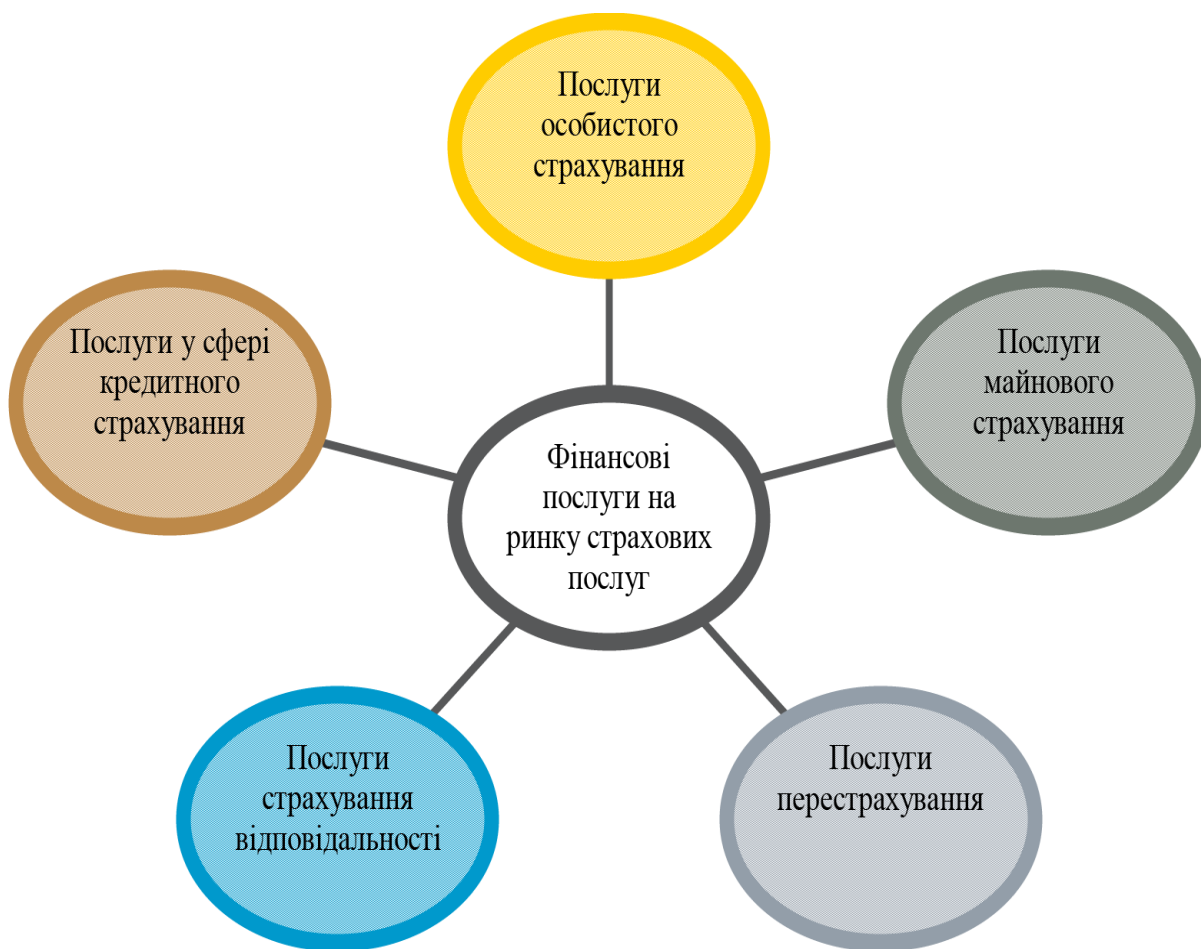 Послуги
особистого
страхування
Послуги у сфері
кредитного
страхування
Послуги
майнового
страхування
Фінансові
послуги на
ринку страхових
послуг
Послуги
страхування
відповідальності
Послуги
перестрахування